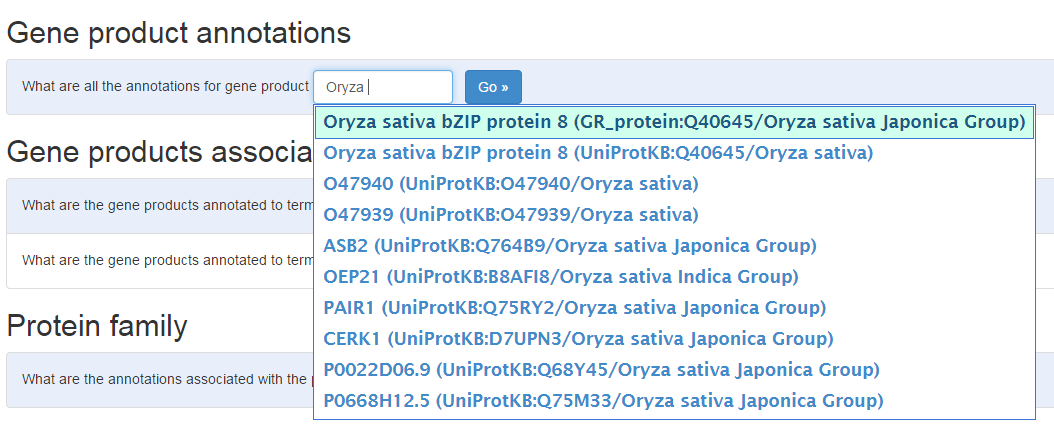 Gene product annotations
What are all the annotations for gene product Oryza Go »
Oryza sativa bZIP protein 8 (GR_protein:Q40645/Oryza sativa Japonica Group)
Oryza sativa bZIP protein 8 (UniProtKB:Q40645/Oryza sativa)
O47940 (UniProtKB:O47940/Oryza sativa)
O47939 (UniProtKB:O47939/Oryza sativa)
ASB2 (UniProtKB:Q764B9/Oryza sativa Japonica Group)
OEP21 (UniProtKB:B8AFI8/Oryza sativa Indica Group)
PAIR1 (UniProtKB:Q75RY2/Oryza sativa Japonica Group)
CERK1 (UniProtKB:D7UPN3/Oryza sativa Japonica Group)
P0022D06.9 (UniProtKB:Q68Y45/Oryza sativa Japonica Group)
P0668H12.5 (UniProtKB:Q75M33/Oryza sativa Japonica Group)
Gene products associa
What are the gene products annotated to term
What are the gene products annotated to term
Protein family
What are the annotations associated with the